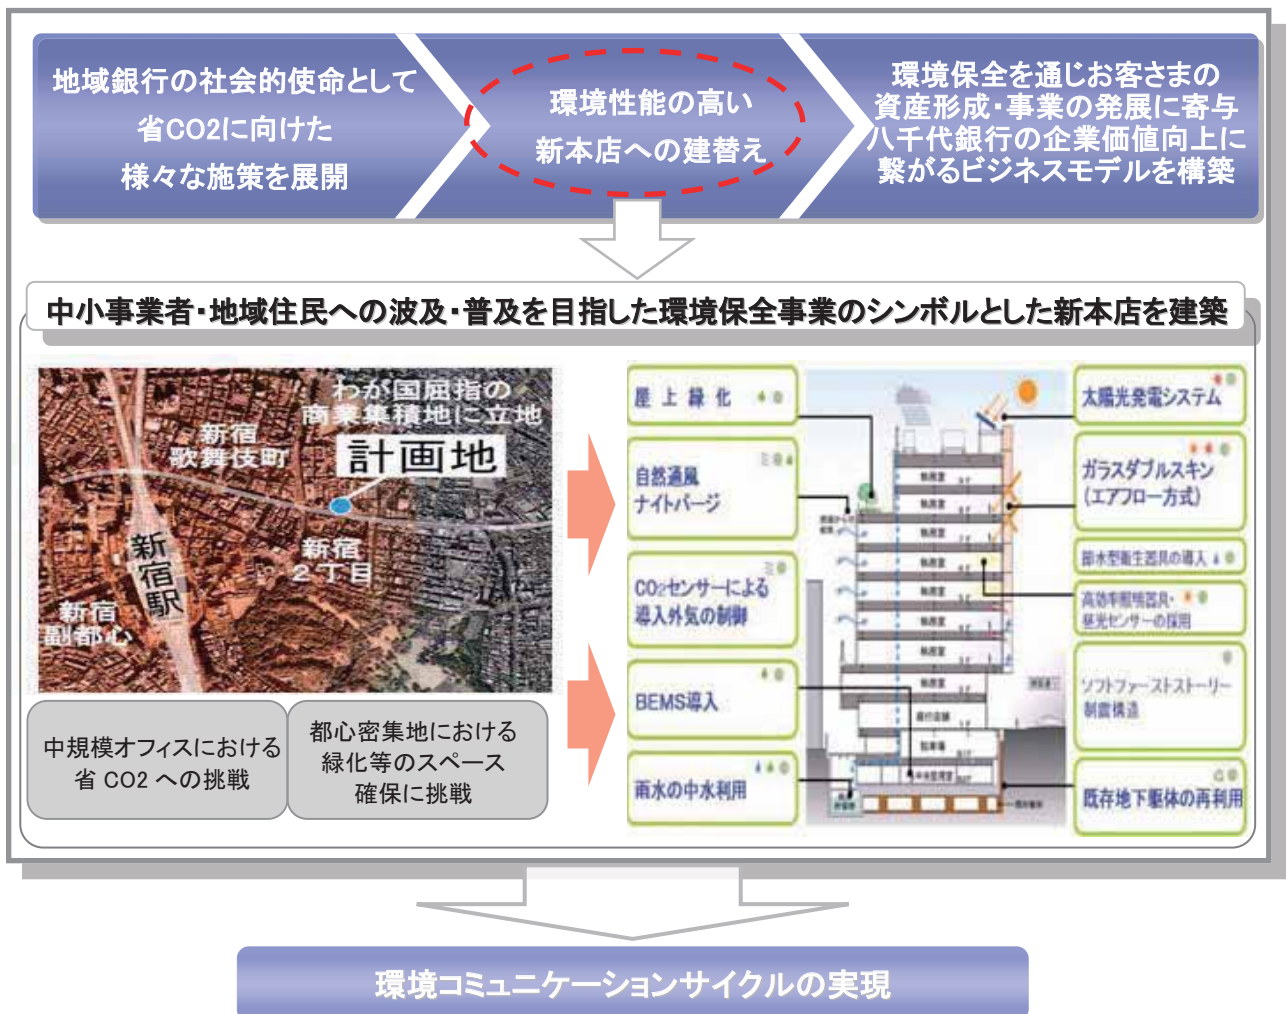 地域銀行の社会的使命として
省CO2に向けた
様々な施策を展開
環境性能の高い
新本店への建替え
環境保全を通じお客さまの
資産形成・事業の発展に寄与
八千代銀行の企業価値向上に
繋がるビジネスモデルを構築
中小事業者・地域住民への波及・普及を目指した環境保全事業のシンボルとした新本店を建築
わが国屈指の
商業集積地に立地
計画地
新宿
歌舞伎町
新宿
2丁目
新宿駅
新宿
副都心
中規模オフィスにおける
省 CO2 への挑戦
都心密集地における
緑化等のスペース
確保に挑戦
屋上緑化
自然通風
ナイトパージ
CO2センサーによる
導入外気の制御
BEMS導入
雨水の中水利用
太陽光発電システム
ガラスダブルスキン
(エアフロー方式)
節水型衛生器具の導入
高効率照明器具・
昼光センサーの採用
ソフトファーストストーリー
制震構造
既存地下躯体の再利用
環境コミュニケーションサイクルの実現